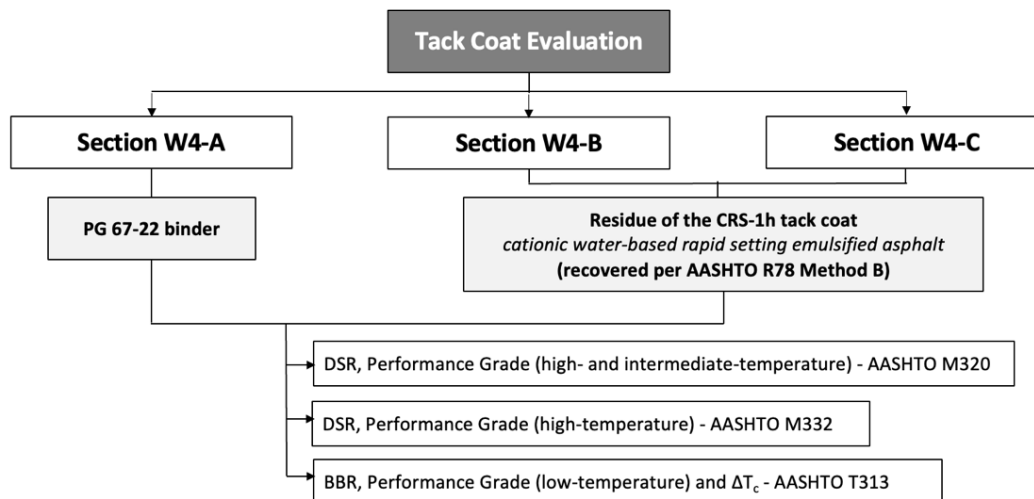 Tack Coat Evaluation
Section W4-A
Section W4-B
Section W4-C
PG 67-22 binder
Residue of the CRS-1h tack coat
cationic water-based rapid setting emulsified asphalt
(recovered per AASHTO R78 Method B)
DSR, Performance Grade (high- and intermediate-temperature) - AASHTO M320
DSR, Performance Grade (high-temperature) - AASHTO M332
BBR, Performance Grade (low-temperature) and ΔTc - AASHTO T313